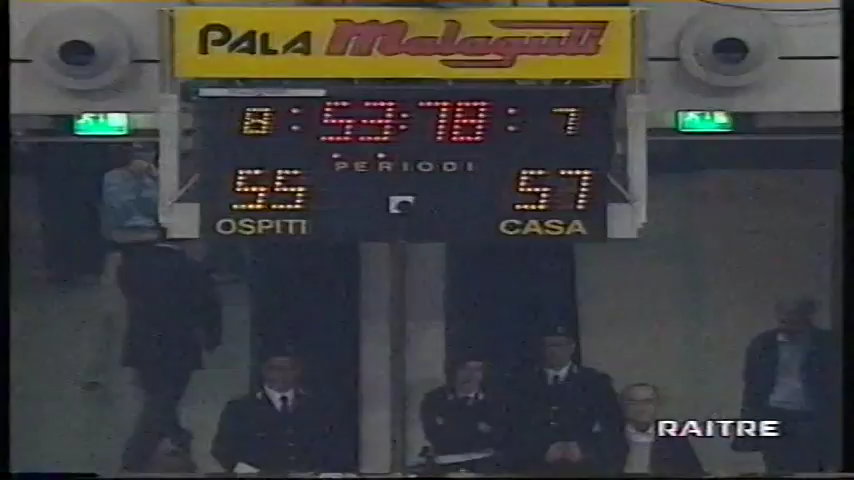 PALA Malaguti
8 : 53:78 : 7
PERIODI
55 57
OSPITI CASA
RAITRE